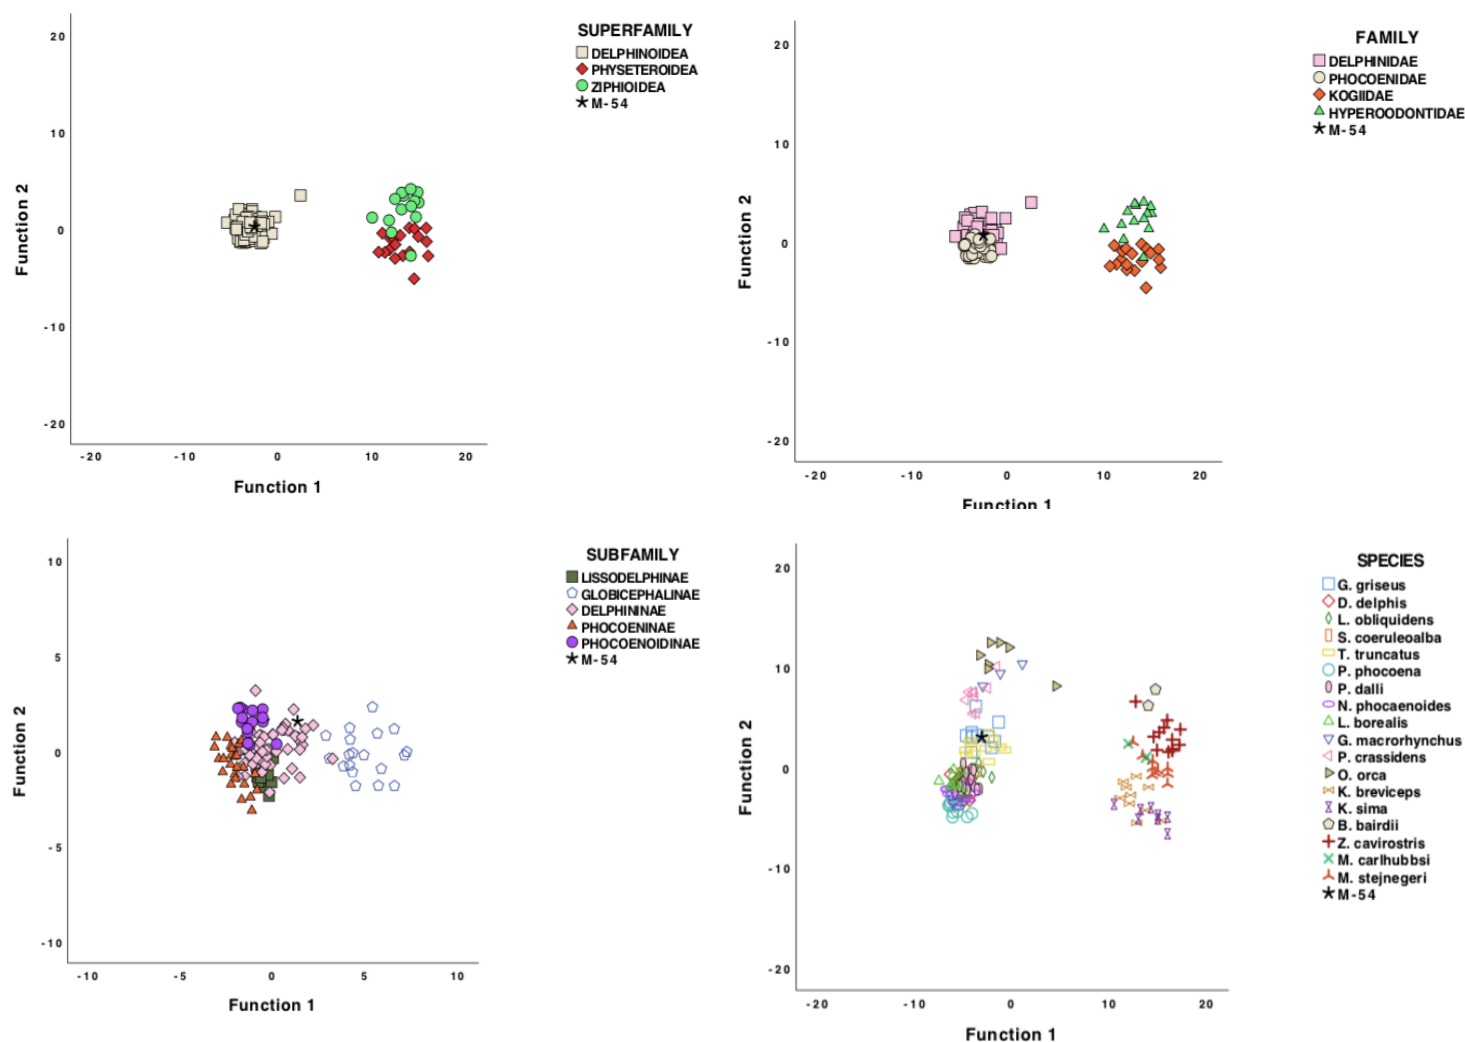 SUPERFAMILY
DELPHINOIDEA
PHYSETEROIDEA
ZIPHIOIDEA
M-54
20
10
0
-10
-20
Function 2
-20 -10 0 10 20
Function 1
FAMILY
DELPHINIDAE
PHOCOENIDAE
KOGIIDAE
HYPEROODONTIDAE
M-54
20
10
0
-10
-20
Function 2
-20 -10 0 10 20
Function 1
SUBFAMILY
LISSODELPHINAE
GLOBICEPHALINAE
DELPHININAE
PHOCOENINAE
PHOCOENOIDINAE
M-54
10
5
0
-5
-10
Function 2
-10 -5 0 5 10
Function 1
SPECIES
G. griseus
D. delphis
L. obliquidens
S. coeruleoalba
T. truncatus
P. phocoena
P. dalli
N. phocaenoides
L. borealis
G. macrorhynchus
P. crassidens
O. orca
K. breviceps
K. sima
B. bairdii
Z. cavirostris
M. carlhubbsi
M. stejnegeri
M-54
20
10
0
-10
-20
Function 2
-20 -10 0 10 20
Function 1